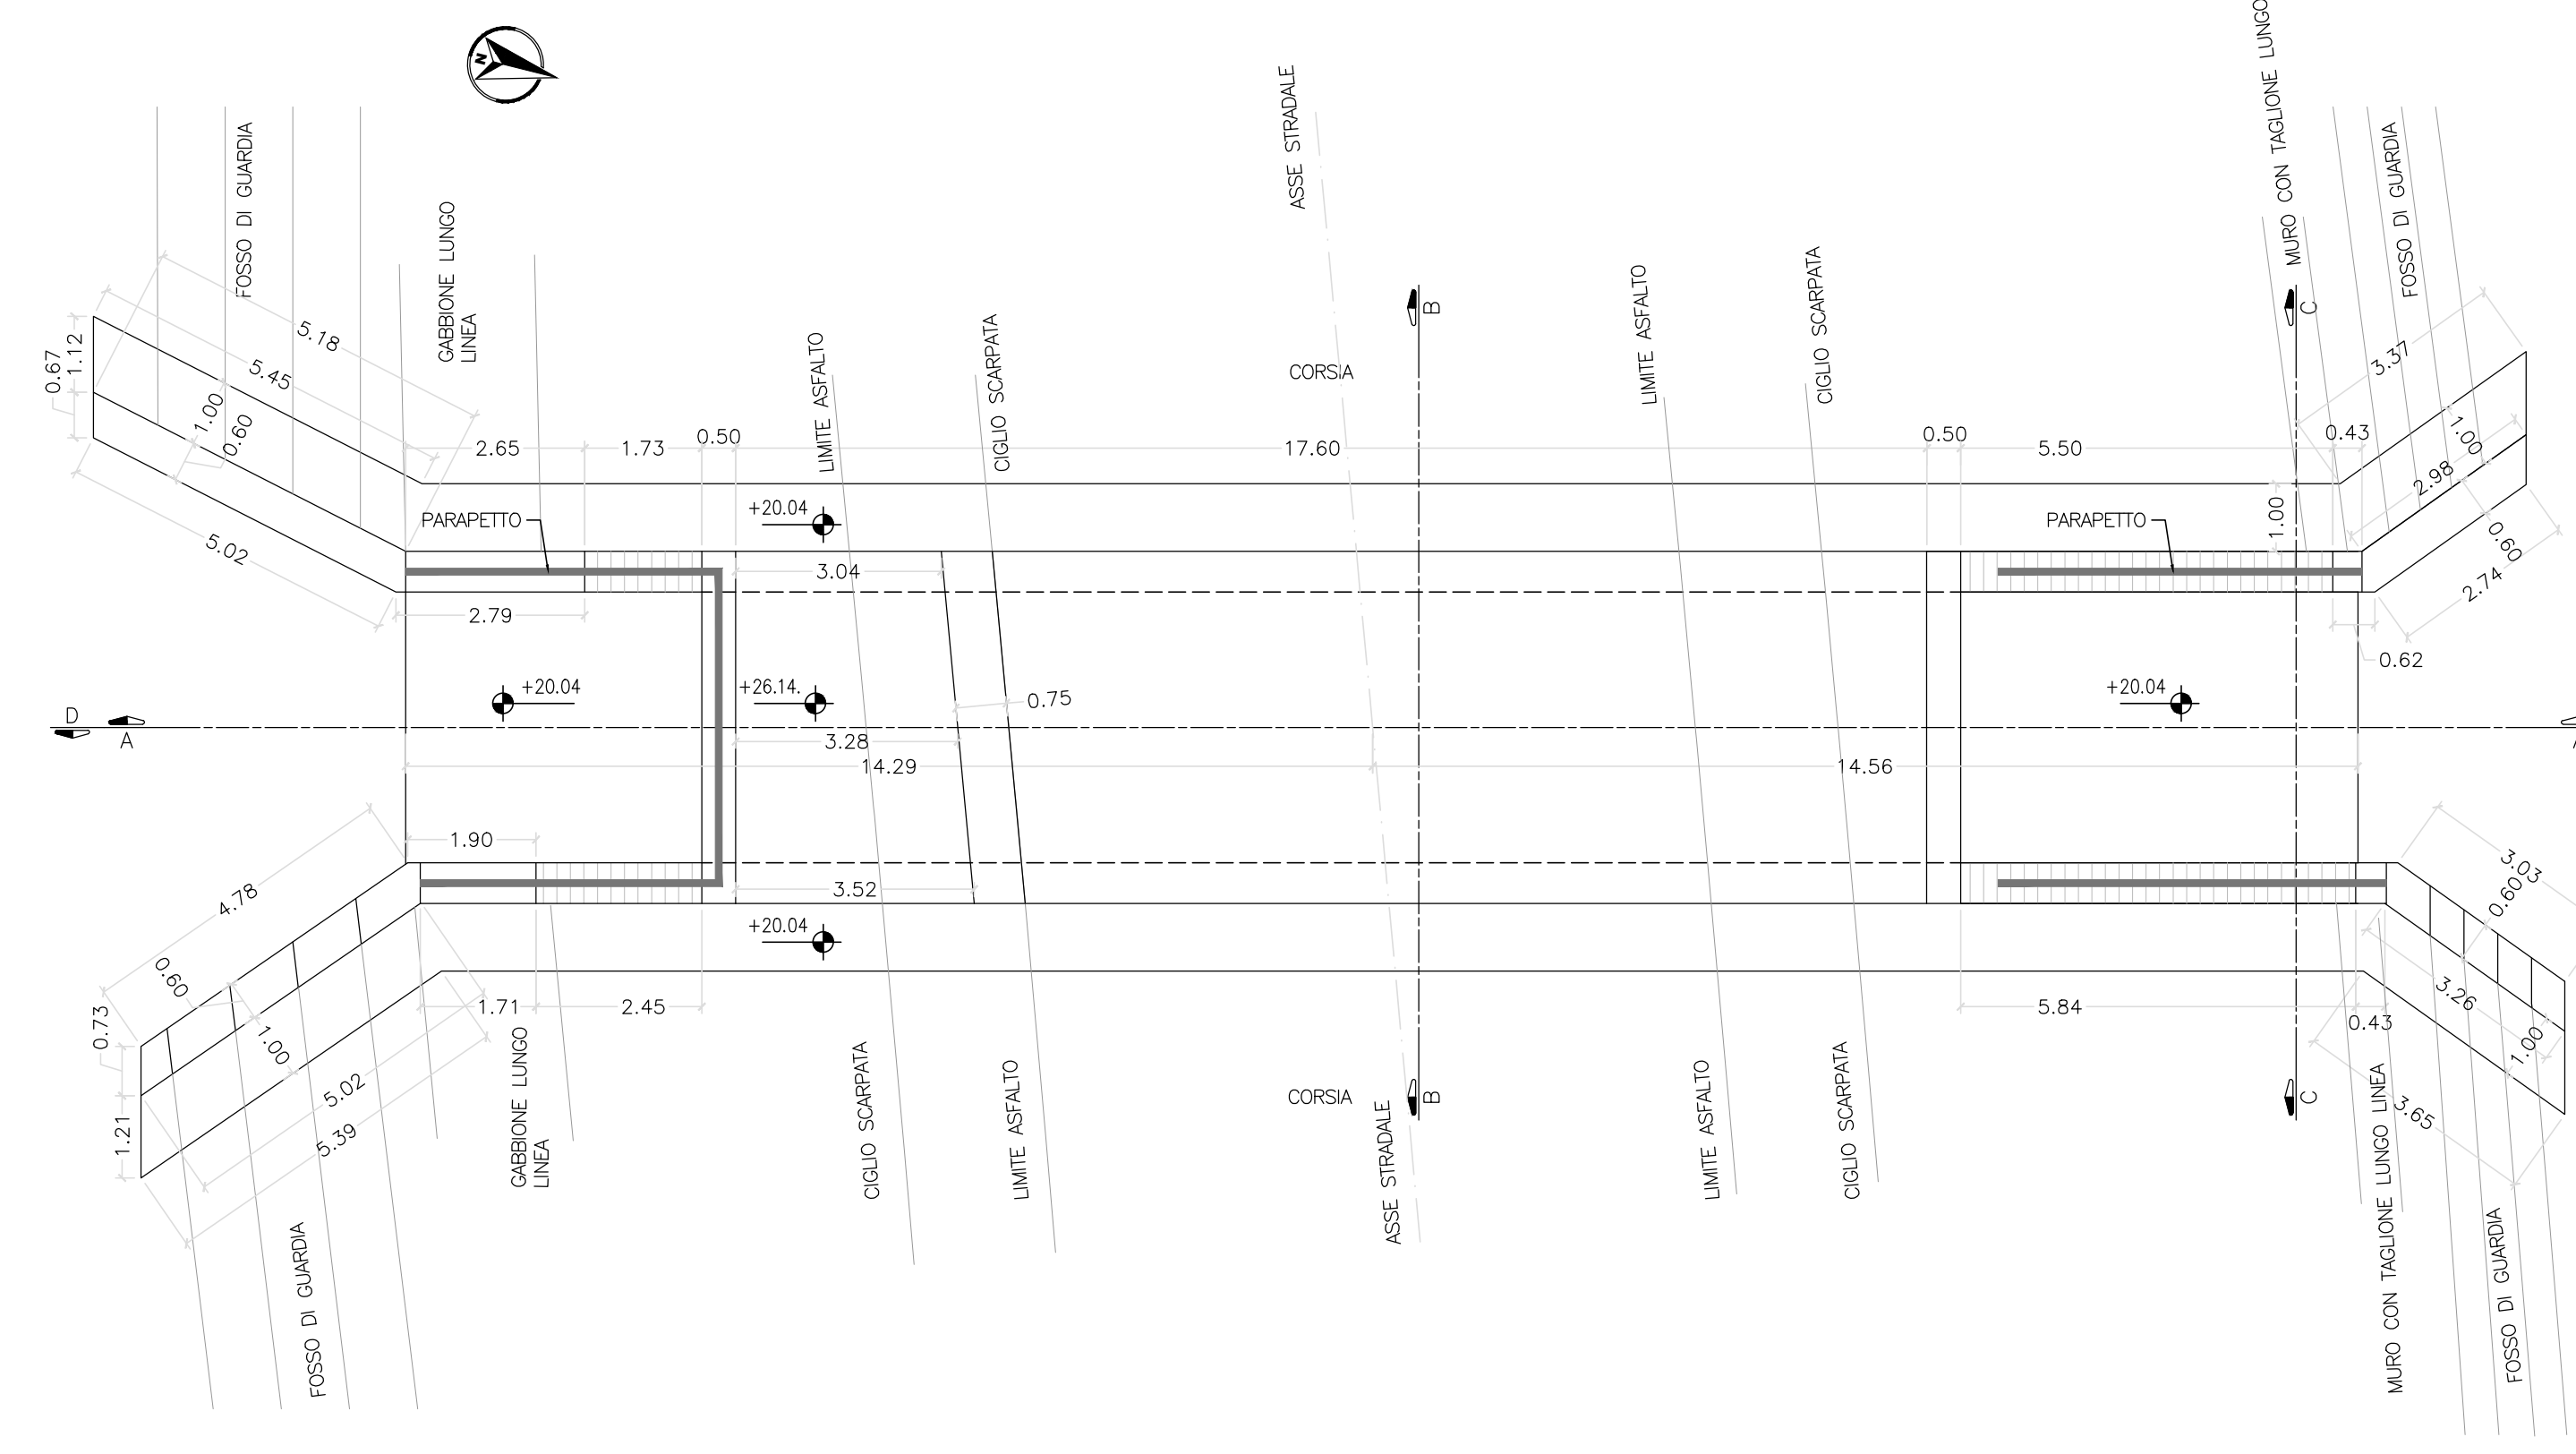 N
FOSSO DI GUARDIA
GABBIONE LUNGO
LINEA
ASSE STRADALE
MURO CON TAGLIONE LUNGO
FOSSO DI GUARDIA
LIMITE ASFALTO
CIGLIO SCARPATA
CORSIA
B
LIMITE ASFALTO
CIGLIO SCARPATA
C
0.67
1.12
5.18
5.45
1.00
0.60
5.02
2.65
1.73
0.50
17.60
0.50
5.50
0.43
3.37
1.00
2.98
0.60
2.74
1.00
PARAPETTO
+20.04
PARAPETTO
3.04
2.79
0.62
+20.04
+26.14.
0.75
+20.04
D
A
3.28
14.29
14.56
1.90
4.78
3.52
3.03
0.60
0.60
+20.04
0.73
1.00
1.71
2.45
5.84
0.43
3.26
1.00
1.21
5.02
5.39
3.65
GABBIONE LUNGO
LINEA
CIGLIO SCARPATA
LIMITE ASFALTO
CORSIA
B
ASSE STRADALE
LIMITE ASFALTO
CIGLIO SCARPATA
C
MURO CON TAGLIONE LUNGO LINEA
FOSSO DI GUARDIA
FOSSO DI GUARDIA